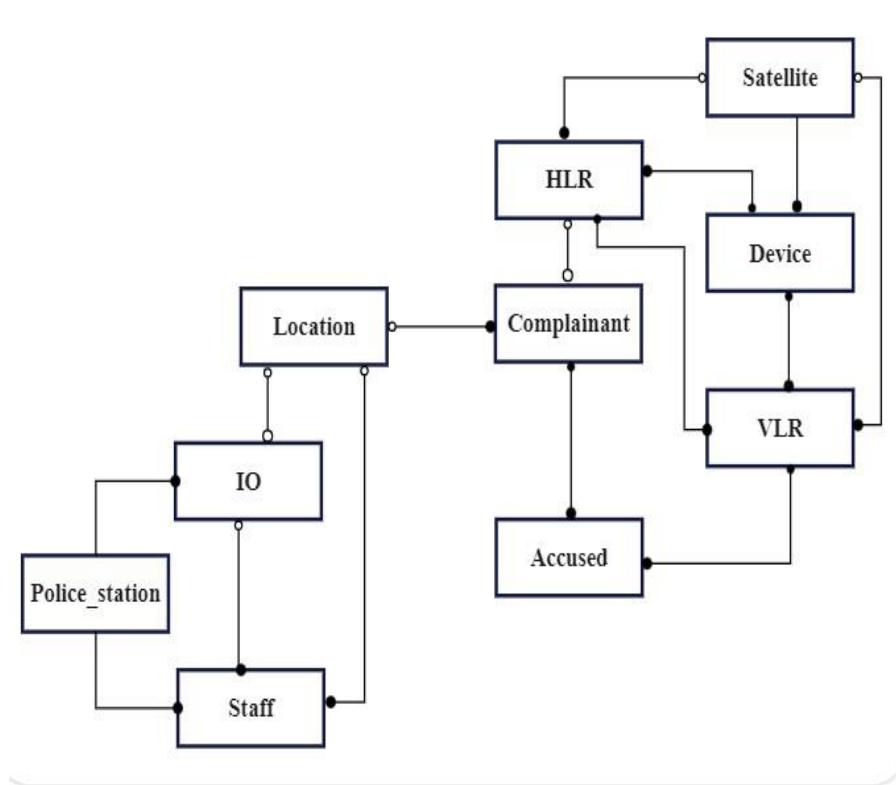 Satellite
HLR
Device
Location
Complainant
VLR
IO
Accused
Police_station
Staff